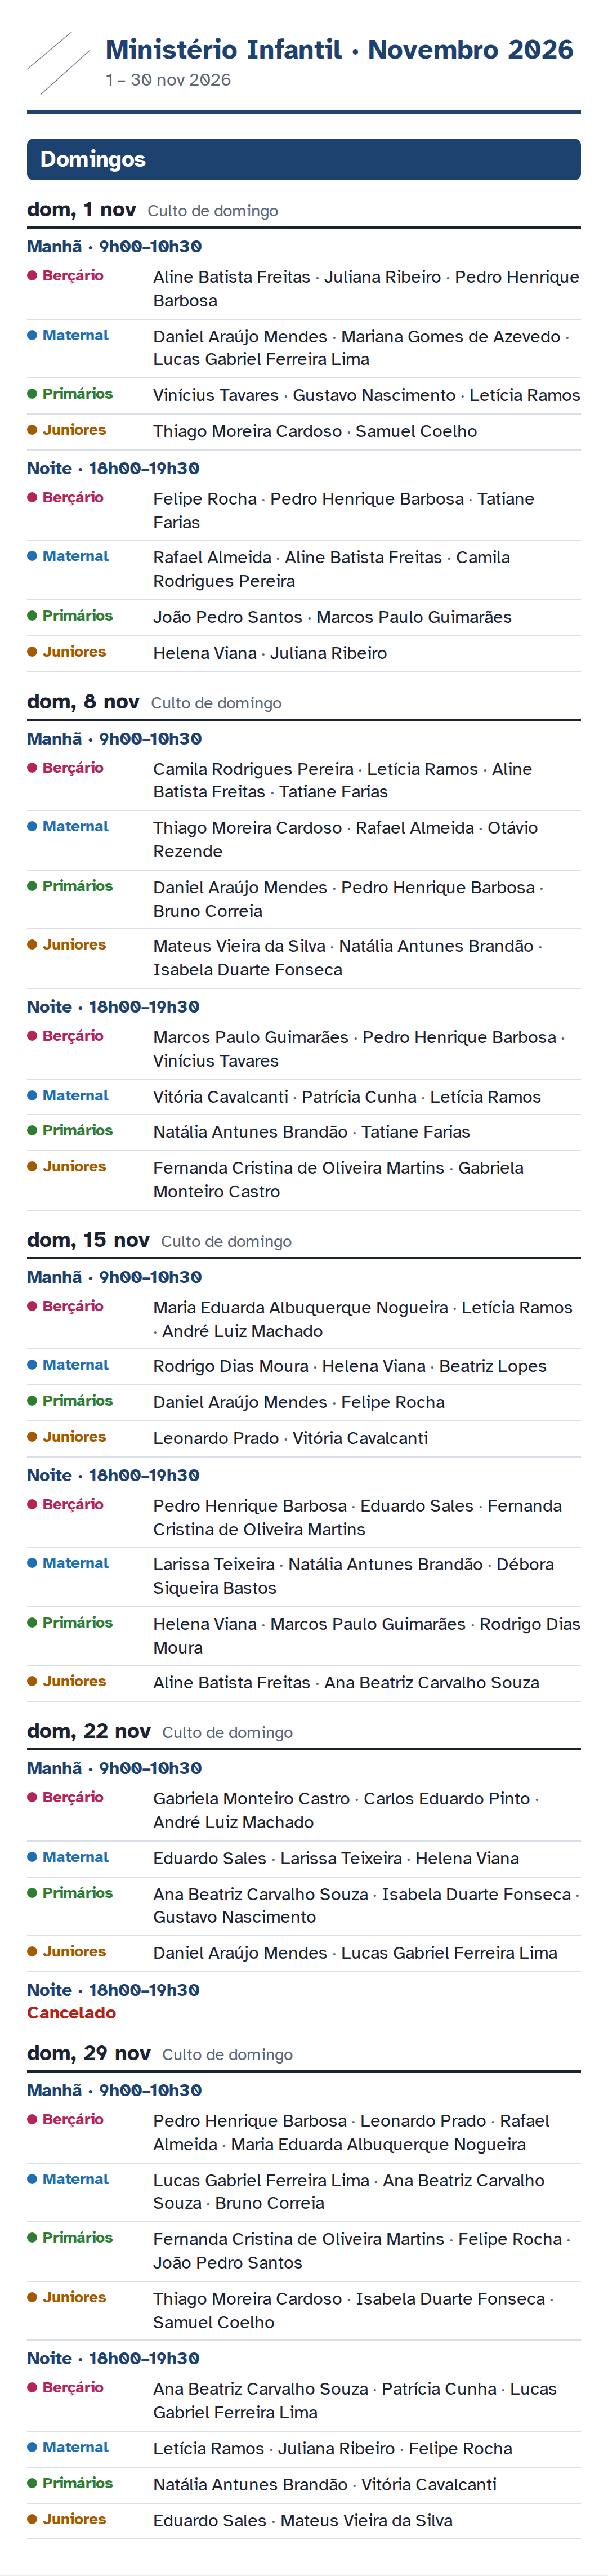 Ministério Infantil · Novembro 2026
1 – 30 nov 2026
Domingos
dom, 1 nov Culto de domingo
Manhã · 9h00–10h30
Berçário Aline Batista Freitas · Juliana Ribeiro · Pedro Henrique
Barbosa
Maternal Daniel Araújo Mendes · Mariana Gomes de Azevedo ·
Lucas Gabriel Ferreira Lima
Primários Vinícius Tavares · Gustavo Nascimento · Letícia Ramos
Juniores Thiago Moreira Cardoso · Samuel Coelho
Noite · 18h00–19h30
Berçário Felipe Rocha · Pedro Henrique Barbosa · Tatiane
Farias
Maternal Rafael Almeida · Aline Batista Freitas · Camila
Rodrigues Pereira
Primários João Pedro Santos · Marcos Paulo Guimarães
Juniores Helena Viana · Juliana Ribeiro
dom, 8 nov Culto de domingo
Manhã · 9h00–10h30
Berçário Camila Rodrigues Pereira · Letícia Ramos · Aline
Batista Freitas · Tatiane Farias
Maternal Thiago Moreira Cardoso · Rafael Almeida · Otávio
Rezende
Primários Daniel Araújo Mendes · Pedro Henrique Barbosa ·
Bruno Correia
Juniores Mateus Vieira da Silva · Natália Antunes Brandão ·
Isabela Duarte Fonseca
Noite · 18h00–19h30
Berçário Marcos Paulo Guimarães · Pedro Henrique Barbosa ·
Vinícius Tavares
Maternal Vitória Cavalcanti · Patrícia Cunha · Letícia Ramos
Primários Natália Antunes Brandão · Tatiane Farias
Juniores Fernanda Cristina de Oliveira Martins · Gabriela
Monteiro Castro
dom, 15 nov Culto de domingo
Manhã · 9h00–10h30
Berçário Maria Eduarda Albuquerque Nogueira · Letícia Ramos
· André Luiz Machado
Maternal Rodrigo Dias Moura · Helena Viana · Beatriz Lopes
Primários Daniel Araújo Mendes · Felipe Rocha
Juniores Leonardo Prado · Vitória Cavalcanti
Noite · 18h00–19h30
Berçário Pedro Henrique Barbosa · Eduardo Sales · Fernanda
Cristina de Oliveira Martins
Maternal Larissa Teixeira · Natália Antunes Brandão · Débora
Siqueira Bastos
Primários Helena Viana · Marcos Paulo Guimarães · Rodrigo Dias
Moura
Juniores Aline Batista Freitas · Ana Beatriz Carvalho Souza
dom, 22 nov Culto de domingo
Manhã · 9h00–10h30
Berçário Gabriela Monteiro Castro · Carlos Eduardo Pinto ·
André Luiz Machado
Maternal Eduardo Sales · Larissa Teixeira · Helena Viana
Primários Ana Beatriz Carvalho Souza · Isabela Duarte Fonseca ·
Gustavo Nascimento
Juniores Daniel Araújo Mendes · Lucas Gabriel Ferreira Lima
Noite · 18h00–19h30
Cancelado
dom, 29 nov Culto de domingo
Manhã · 9h00–10h30
Berçário Pedro Henrique Barbosa · Leonardo Prado · Rafael
Almeida · Maria Eduarda Albuquerque Nogueira
Maternal Lucas Gabriel Ferreira Lima · Ana Beatriz Carvalho
Souza · Bruno Correia
Primários Fernanda Cristina de Oliveira Martins · Felipe Rocha ·
João Pedro Santos
Juniores Thiago Moreira Cardoso · Isabela Duarte Fonseca ·
Samuel Coelho
Noite · 18h00–19h30
Berçário Ana Beatriz Carvalho Souza · Patrícia Cunha · Lucas
Gabriel Ferreira Lima
Maternal Letícia Ramos · Juliana Ribeiro · Felipe Rocha
Primários Natália Antunes Brandão · Vitória Cavalcanti
Juniores Eduardo Sales · Mateus Vieira da Silva